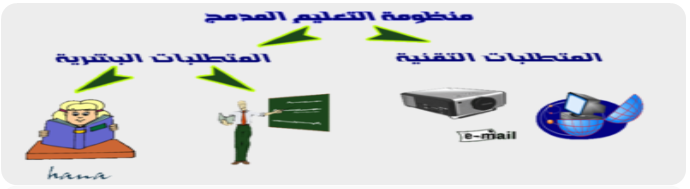 منظومة التعليم المدمج
المتطلبات التقنية
المتطلبات البشرية
e-mail
hana